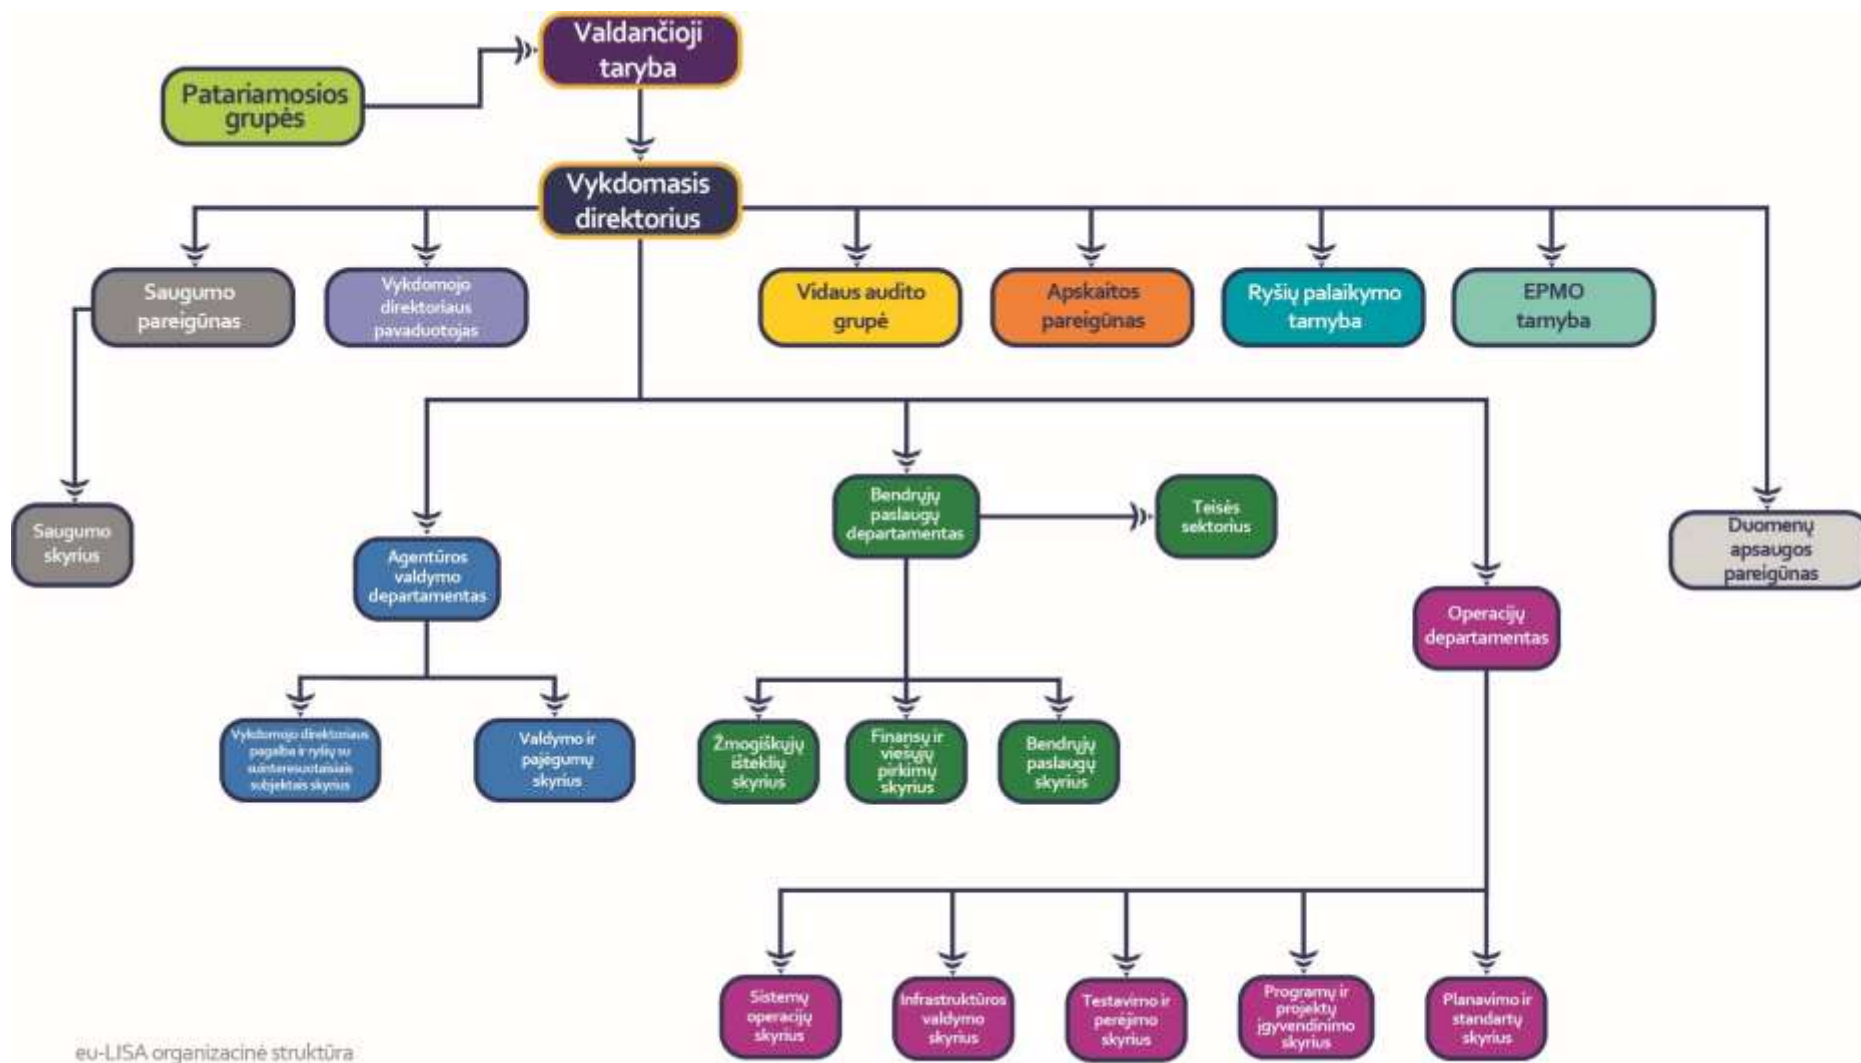 Valdančioji
taryba
Patariamosios
grupės
Vykdomasis
direktorius
Saugumo
pareigūnas
Vykdomojo
direktoriaus
pavaduotojas
Vidaus audito
grupė
Apskaitos
pareigūnas
Ryšių palaikymo
tarnyba
EPMO
tarnyba
Saugumo
skyrius
Agentūros
valdymo
departamentas
Bendrųjų
paslaugų
departamentas
Teisės
sektorius
Duomenų
apsaugos
pareigūnas
Operacijų
departamentas
Vykdomojo direktoriaus
pagalba ir ryšių su
suinteresuotaisiais
subjektais skyrius
Valdymo ir
pajėgumų
skyrius
Žmogiškųjų
išteklių
skyrius
Finansų ir
viešųjų
pirkimų
skyrius
Bendrųjų
paslaugų
skyrius
Sistemų
operacijų
skyrius
Infrastruktūros
valdymo
skyrius
Testavimo ir
perėjimo
skyrius
Programų ir
projektų
įgyvendinimo
skyrius
Planavimo ir
standartų
skyrius
eu-LISA organizacinė struktūra